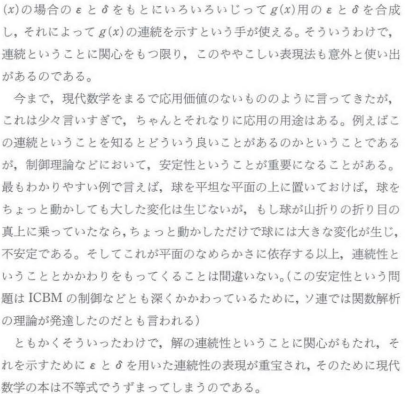 (x)の場合のεとδをもとにいろいろいじってg(x)用のεとδを合成
し，それによってg(x)の連続を示すという手が使える。そういうわけで，
連続ということに関心をもつ限り，このややこしい表現法も意外と使い出
があるのである。
今まで，現代数学をまるで応用価値のないもののように言ってきたが，
これは少々言いすぎで，ちゃんとそれなりに応用の用途はある。例えばこ
の連続ということを知るとどういう良いことがあるのかということである
が，制御理論などにおいて，安定性ということが重要になることがある。
最もわかりやすい例で言えば，球を平坦な平面の上に置いておけば，球を
ちょっと動かしても大した変化は生じないが，もし球が山折りの折り目の
真上に乗っていたなら，ちょっと動かしただけで球には大きな変化が生じ，
不安定である。そしてこれが平面のなめらかさに依存する以上，連続性と
いうこととかかわりをもってくることは間違いない。（この安定性という問
題はICBMの制御などとも深くかかわっているために，ソ連では関数解析
の理論が発達したのだとも言われる）
ともかくそういったわけで，解の連続性ということに関心がもたれ，そ
れを示すためにεとδを用いた連続性の表現が重宝され，そのために現代
数学の本は不等式でうずまってしまうのである。